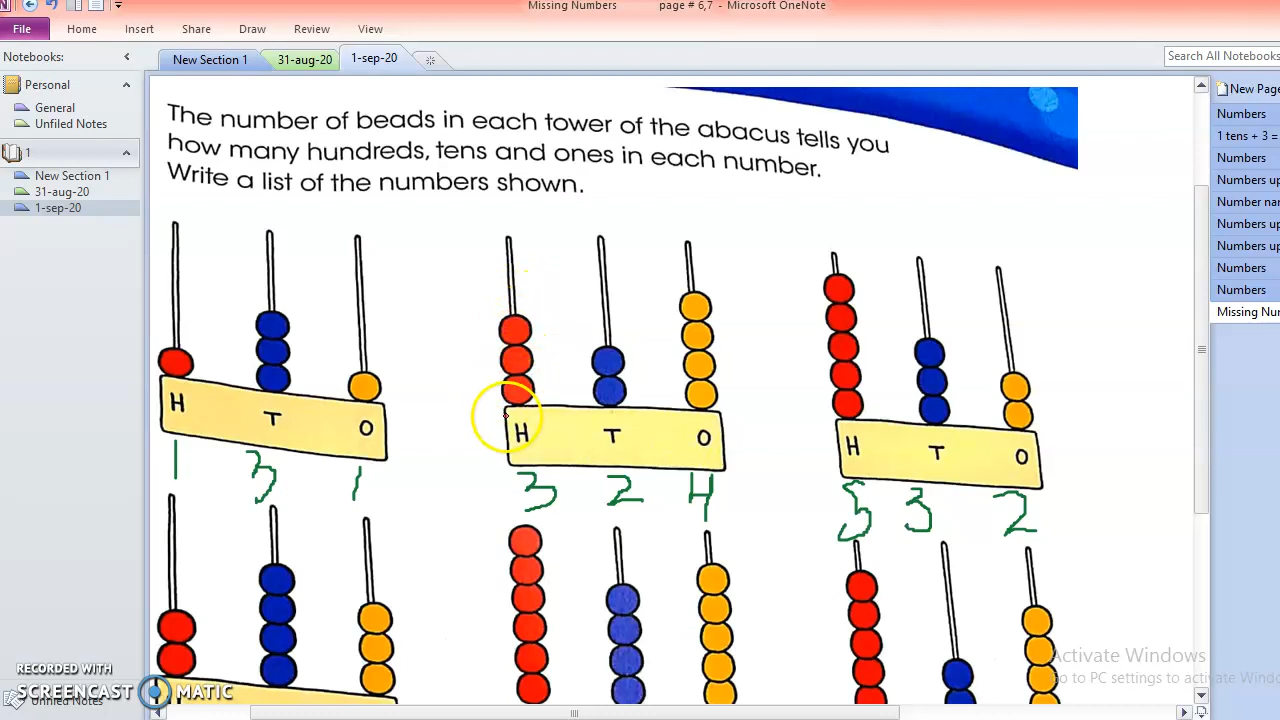 Missing Numbers page # 6,7 - Microsoft OneNote
File Home Insert Share Draw Review View
Notebooks: New Section 1 31-aug-20 1-sep-20 Search All Notebooks
Personal
General
Unfiled Notes
1
New Section 1
31-aug-20
1-sep-20
New Page
Numbers
1 tens + 3 =
Numbers
Numbers up
Number nam
Numbers up
Numbers up
Numbers
Numbers
Missing Num
The number of beads in each tower of the abacus tells you
how many hundreds, tens and ones in each number.
Write a list of the numbers shown.
H T O
1 3 1
H T O
3 2 4
H T O
5 3 2
Activate Windows
Go to PC settings to activate Windo
RECORDED WITH
SCREENCAST MATIC
Unfiled Notes